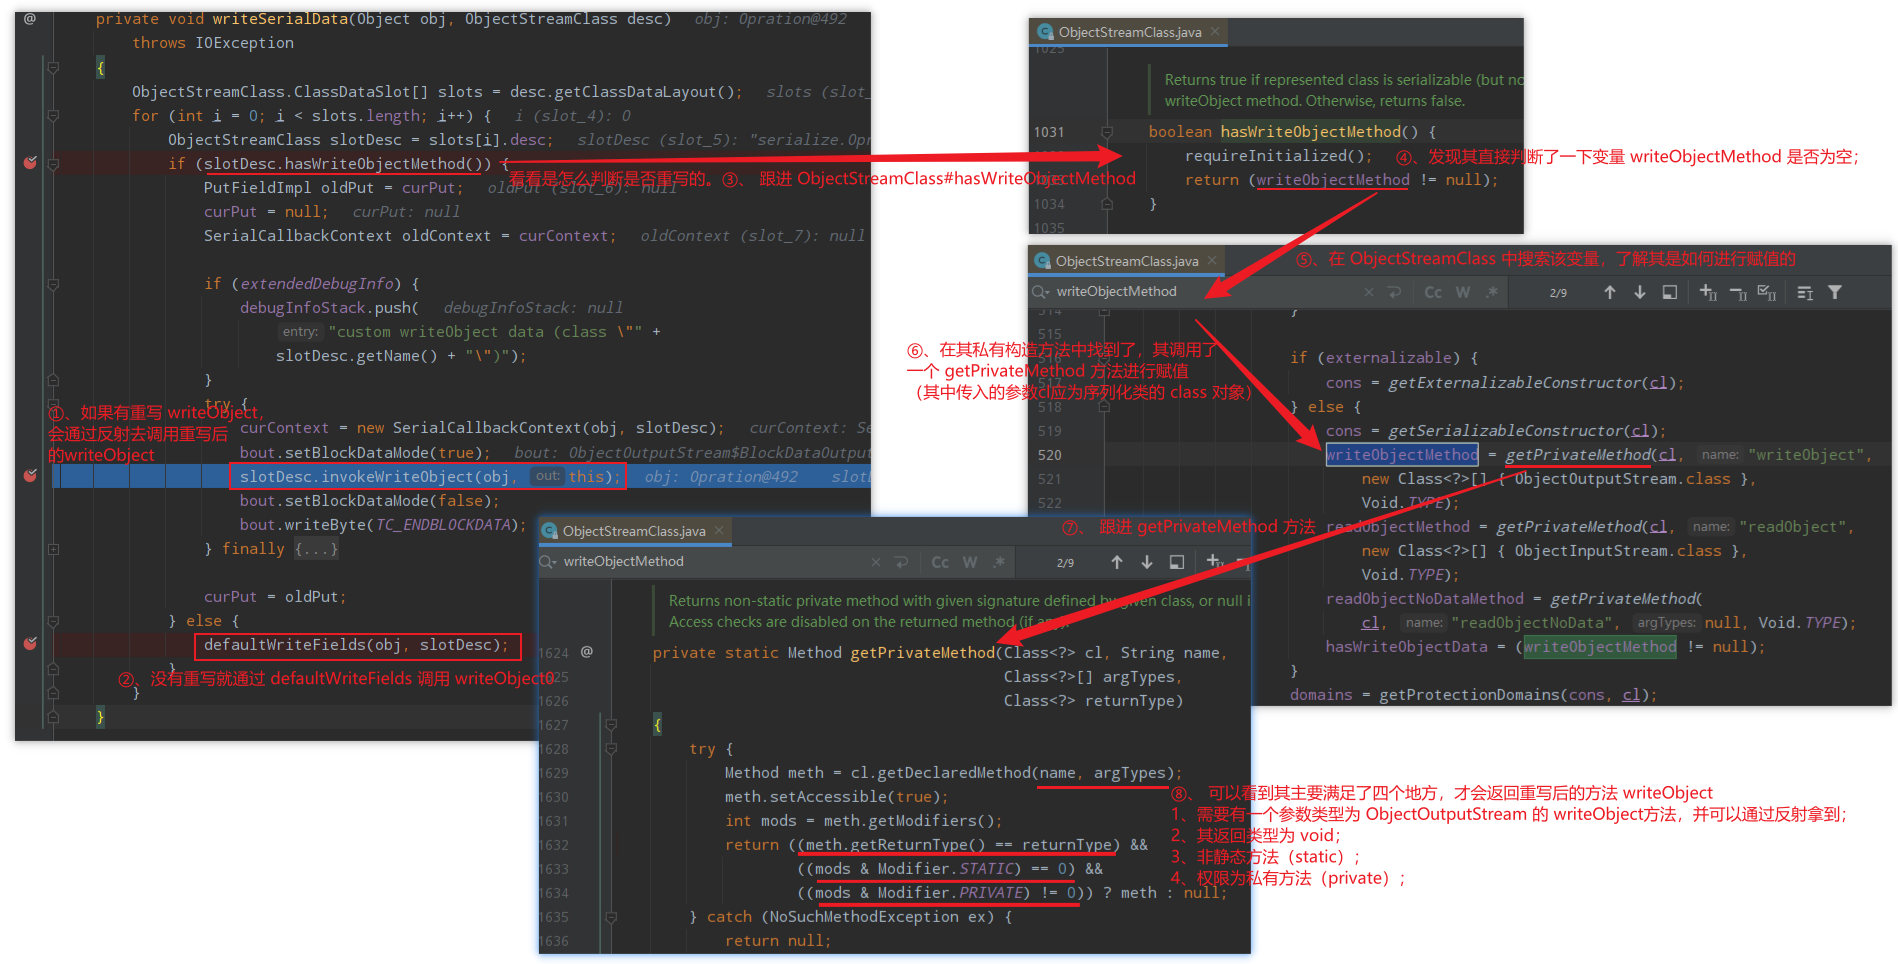 private void writeSerialData(Object obj, ObjectStreamClass desc)   obj: Opration@492
throws IOException
{
ObjectStreamClass.ClassDataSlot[] slots = desc.getClassDataLayout();   slots (slot_
for (int i = 0; i < slots.length; i++) {   i (slot_4): 0
ObjectStreamClass slotDesc = slots[i].desc;   slotDesc (slot_5): "serialize.Opra
if (slotDesc.hasWriteObjectMethod()) {
看看是怎么判断是否重写的。③、 跟进 ObjectStreamClass#hasWriteObjectMethod
PutFieldImpl oldPut = curPut;   oldPut (slot_6): null
curPut = null;   curPut: null
SerialCallbackContext oldContext = curContext;   oldContext (slot_7): null
if (extendedDebugInfo) {
debugInfoStack.push(   debugInfoStack: null
entry: "custom writeObject data (class \"" +
slotDesc.getName() + "\")");
}
try {
①、如果有重写 writeObject，
会通过反射去调用重写后
的writeObject
curContext = new SerialCallbackContext(obj, slotDesc);   curContext: Se
bout.setBlockDataMode(true);   bout: ObjectOutputStream$BlockDataOutput
slotDesc.invokeWriteObject(obj, out: this);   obj: Opration@492   slotD
bout.setBlockDataMode(false);
bout.writeByte(TC_ENDBLOCKDATA);
} finally {...}
curPut = oldPut;
} else {
defaultWriteFields(obj, slotDesc);
}
②、没有重写就通过 defaultWriteFields 调用 writeObject0
}
}
ObjectStreamClass.java
1025
Returns true if represented class is serializable (but no
writeObject method. Otherwise, returns false.
1031 boolean hasWriteObjectMethod() {
requireInitialized();
④、发现其直接判断了一下变量 writeObjectMethod 是否为空；
return (writeObjectMethod != null);
1034 }
1035
ObjectStreamClass.java
⑤、在 ObjectStreamClass 中搜索该变量，了解其是如何进行赋值的
writeObjectMethod   Cc W .*   2/9
514 }
515
if (externalizable) {
⑥、在其私有构造方法中找到了，其调用了
一个 getPrivateMethod 方法进行赋值
（其中传入的参数cl应为序列化类的 class 对象）
cons = getExternalizableConstructor(cl);
518 } else {
519 cons = getSerializableConstructor(cl);
520 writeObjectMethod = getPrivateMethod(cl, name: "writeObject",
521 new Class<?>[] { ObjectOutputStream.class },
522 Void.TYPE);
readObjectMethod = getPrivateMethod(cl, name: "readObject",
new Class<?>[] { ObjectInputStream.class },
Void.TYPE);
readObjectNoDataMethod = getPrivateMethod(
cl, name: "readObjectNoData", argTypes: null, Void.TYPE);
hasWriteObjectData = (writeObjectMethod != null);
}
domains = getProtectionDomains(cons, cl);
⑦、 跟进 getPrivateMethod 方法
ObjectStreamClass.java
writeObjectMethod   Cc W .*   2/9
Returns non-static private method with given signature defined by given class, or null i
Access checks are disabled on the returned method (if any).
1624 @ private static Method getPrivateMethod(Class<?> cl, String name,
1625 Class<?>[] argTypes,
1626 Class<?> returnType)
1627 {
1628 try {
1629 Method meth = cl.getDeclaredMethod(name, argTypes);
1630 meth.setAccessible(true);
1631 int mods = meth.getModifiers();
1632 return ((meth.getReturnType() == returnType) &&
1633 ((mods & Modifier.STATIC) == 0) &&
1634 ((mods & Modifier.PRIVATE) != 0)) ? meth : null;
1635 } catch (NoSuchMethodException ex) {
1636 return null;
⑧、 可以看到其主要满足了四个地方，才会返回重写后的方法 writeObject
1、需要有一个参数类型为 ObjectOutputStream 的 writeObject方法，并可以通过反射拿到；
2、其返回类型为 void；
3、非静态方法（static）；
4、权限为私有方法（private）；